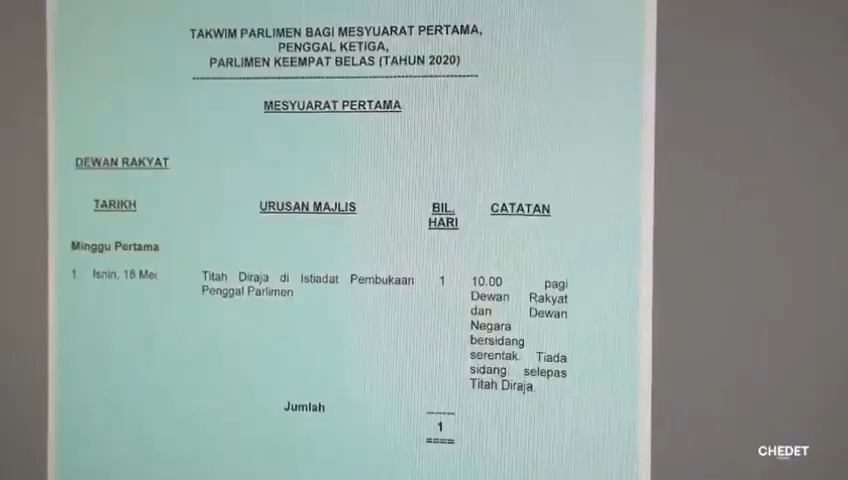 TAKWIM PARLIMEN BAGI MESYUARAT PERTAMA,
PENGGAL KETIGA,
PARLIMEN KEEMPAT BELAS (TAHUN 2020)
MESYUARAT PERTAMA
DEWAN RAKYAT
TARIKH URUSAN MAJLIS BIL. HARI CATATAN
Minggu Pertama
1 Isnin, 18 Mei
Titah Diraja di Istiadat Pembukaan
Penggal Parlimen
1
10.00 pagi
Dewan Rakyat
dan Dewan
Negara
bersidang
serentak. Tiada
sidang selepas
Titah Diraja.
Jumlah
1
====
CHEDET